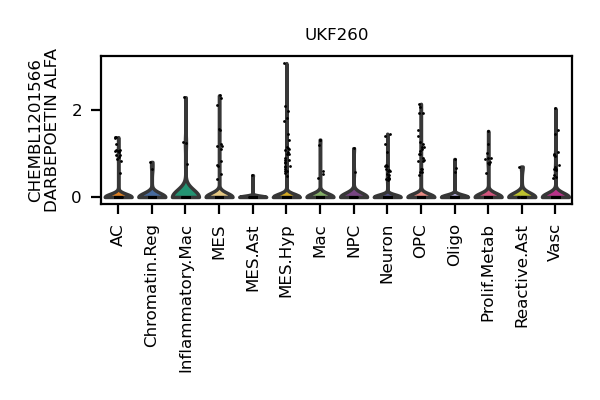 UKF260
CHEMBL1201566
DARBEPOETIN ALFA
2
0
AC
Chromatin.Reg
Inflammatory.Mac
MES
MES.Ast
MES.Hyp
Mac
NPC
Neuron
OPC
Oligo
Prolif.Metab
Reactive.Ast
Vasc